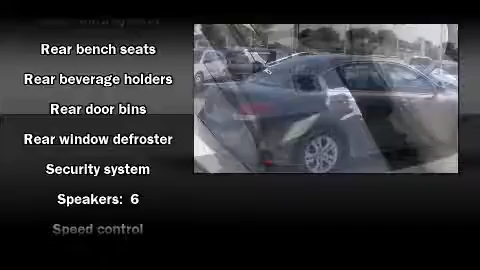 Rear bench seats
Rear beverage holders
Rear door bins
Rear window defroster
Security system
Speakers: 6
Speed control